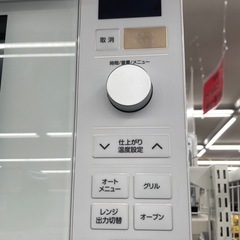 取消
時間/重量/メニュー
仕上がり
温度設定
オート
メニュー
グリル
レンジ
出力切替
オーブン